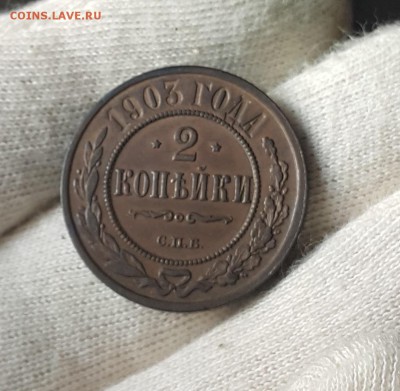 COINS.LAVE.RU
1903 ГОДА
2
КОПѢЙКИ
С.П.Б.